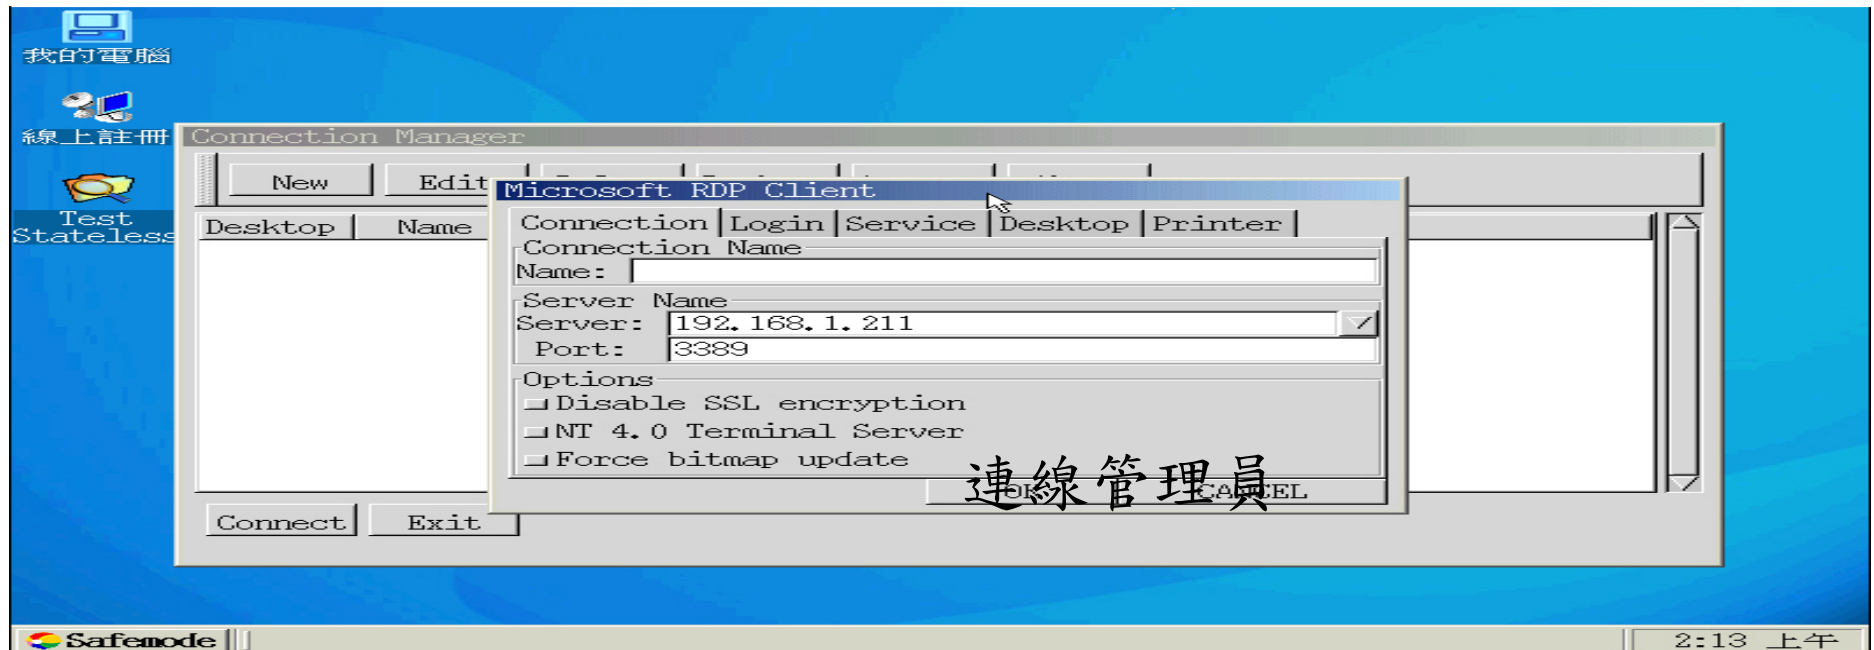 我的電腦
線上註冊
Test
Stateless
Connection Manager
New Edit
Desktop Name
Microsoft RDP Client
Connection Login Service Desktop Printer
Connection Name
Name:
Server Name
Server: 192.168.1.211
Port: 3389
Options
Disable SSL encryption
NT 4.0 Terminal Server
Force bitmap update
OK CANCEL
連線管理員
Connect Exit
Safemode 2:13 上午